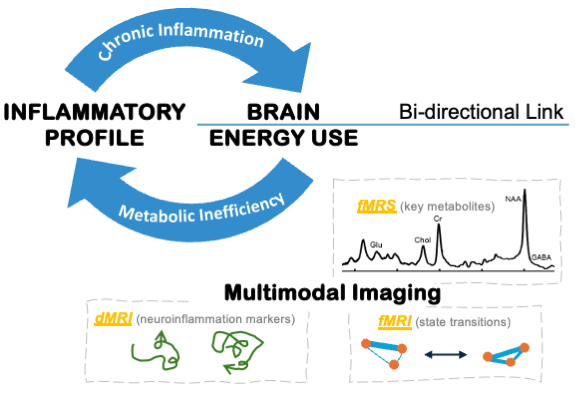 Chronic Inflammation
INFLAMMATORY
PROFILE
BRAIN
ENERGY USE
Bi-directional Link
Metabolic Inefficiency
fMRS (key metabolites)
NAA
Cr
Glu
Chol
GABA
Multimodal Imaging
dMRI (neuroinflammation markers)
fMRI (state transitions)